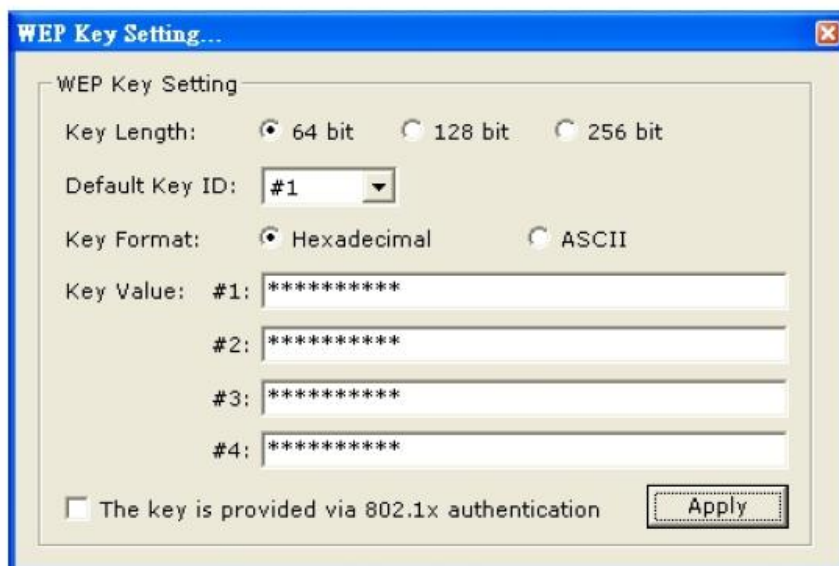 WEP Key Setting...
WEP Key Setting
Key Length: 64 bit 128 bit 256 bit
Default Key ID: #1
Key Format: Hexadecimal ASCII
Key Value: #1: **********
#2: **********
#3: **********
#4: **********
The key is provided via 802.1x authentication Apply